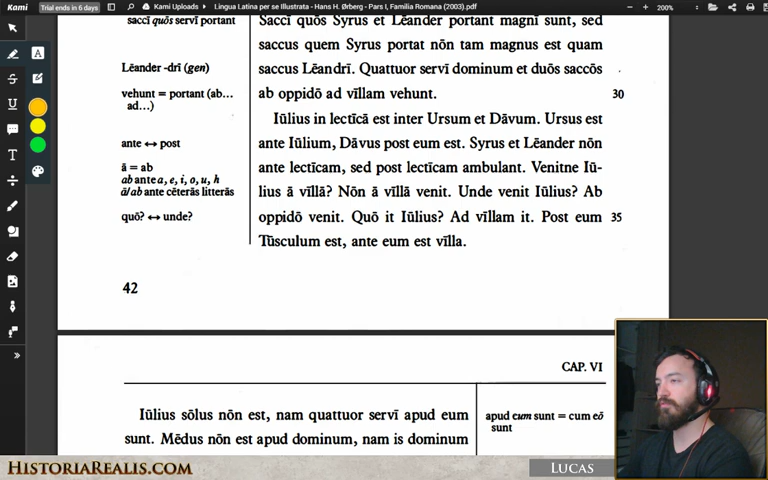 Kami
Trial ends in 6 days
Kami Uploads > Lingua Latina per se Illustrata - Hans H. Ørberg - Pars I, Familia Romana (2003).pdf
200%
saccī quōs servī portant
Saccī quōs Syrus et Lēander portant magnī sunt, sed
saccus quem Syrus portat nōn tam magnus est quam
Lēander -drī (gen)
saccus Lēandrī. Quattuor servī dominum et duōs saccōs
vehunt = portant (ab...
ad...)
ab oppidō ad vīllam vehunt.
30
Iūlius in lectīcā est inter Ursum et Dāvum. Ursus est
ante ↔ post
ante Iūlium, Dāvus post eum est. Syrus et Lēander nōn
ā = ab
ab ante a, e, i, o, u, h
ā/ab ante cēterās litterās
ante lectīcam, sed post lectīcam ambulant. Venitne Iū-
lius ā vīllā? Nōn ā vīllā venit. Unde venit Iūlius? Ab
quō? ↔ unde?
oppidō venit. Quō it Iūlius? Ad vīllam it. Post eum
35
Tūsculum est, ante eum est vīlla.
42
CAP. VI
Iūlius sōlus nōn est, nam quattuor servī apud eum
sunt. Mēdus nōn est apud dominum, nam is dominum
apud eum sunt = cum eō
sunt
HISTORIAREALIS.COM
LUCAS